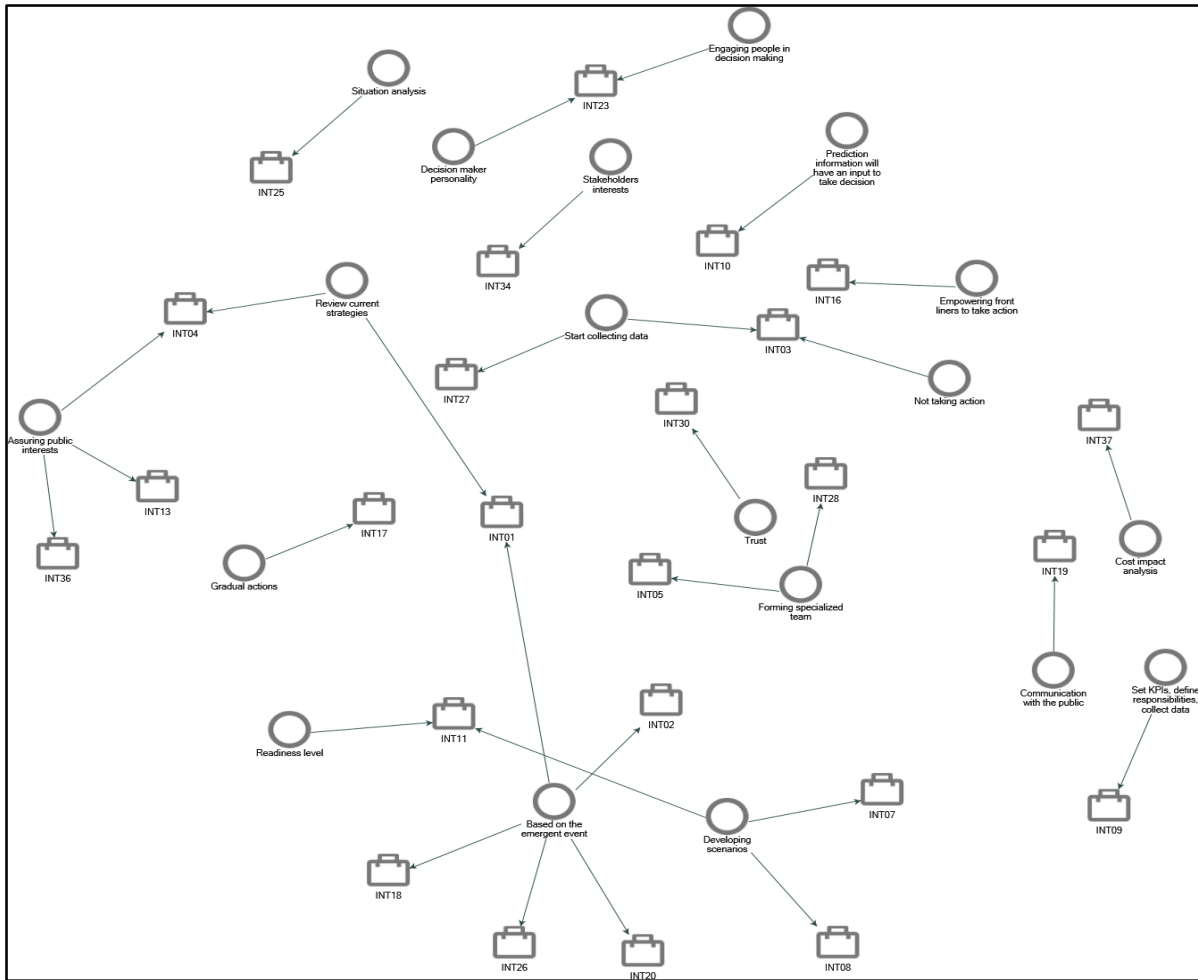 Engaging people in
decision making
Situation analysis
INT23
Decision maker
personality
Stakeholders
interests
Prediction
information will
have an input to
take decision
INT25
INT10
INT34
INT16
Empowering front
liners to take action
Review current
strategies
INT04
Start collecting data
INT03
INT27
Not taking action
INT30
INT37
Assuring public
interests
INT13
INT28
INT17
INT01
Trust
INT36
Gradual actions
INT05
Forming specialized
team
INT19
Cost impact
analysis
Communication
with the public
Set KPIs, define
responsibilities,
collect data
INT02
Readiness level
INT11
INT07
Based on the
emergent event
Developing
scenarios
INT09
INT18
INT26
INT20
INT08